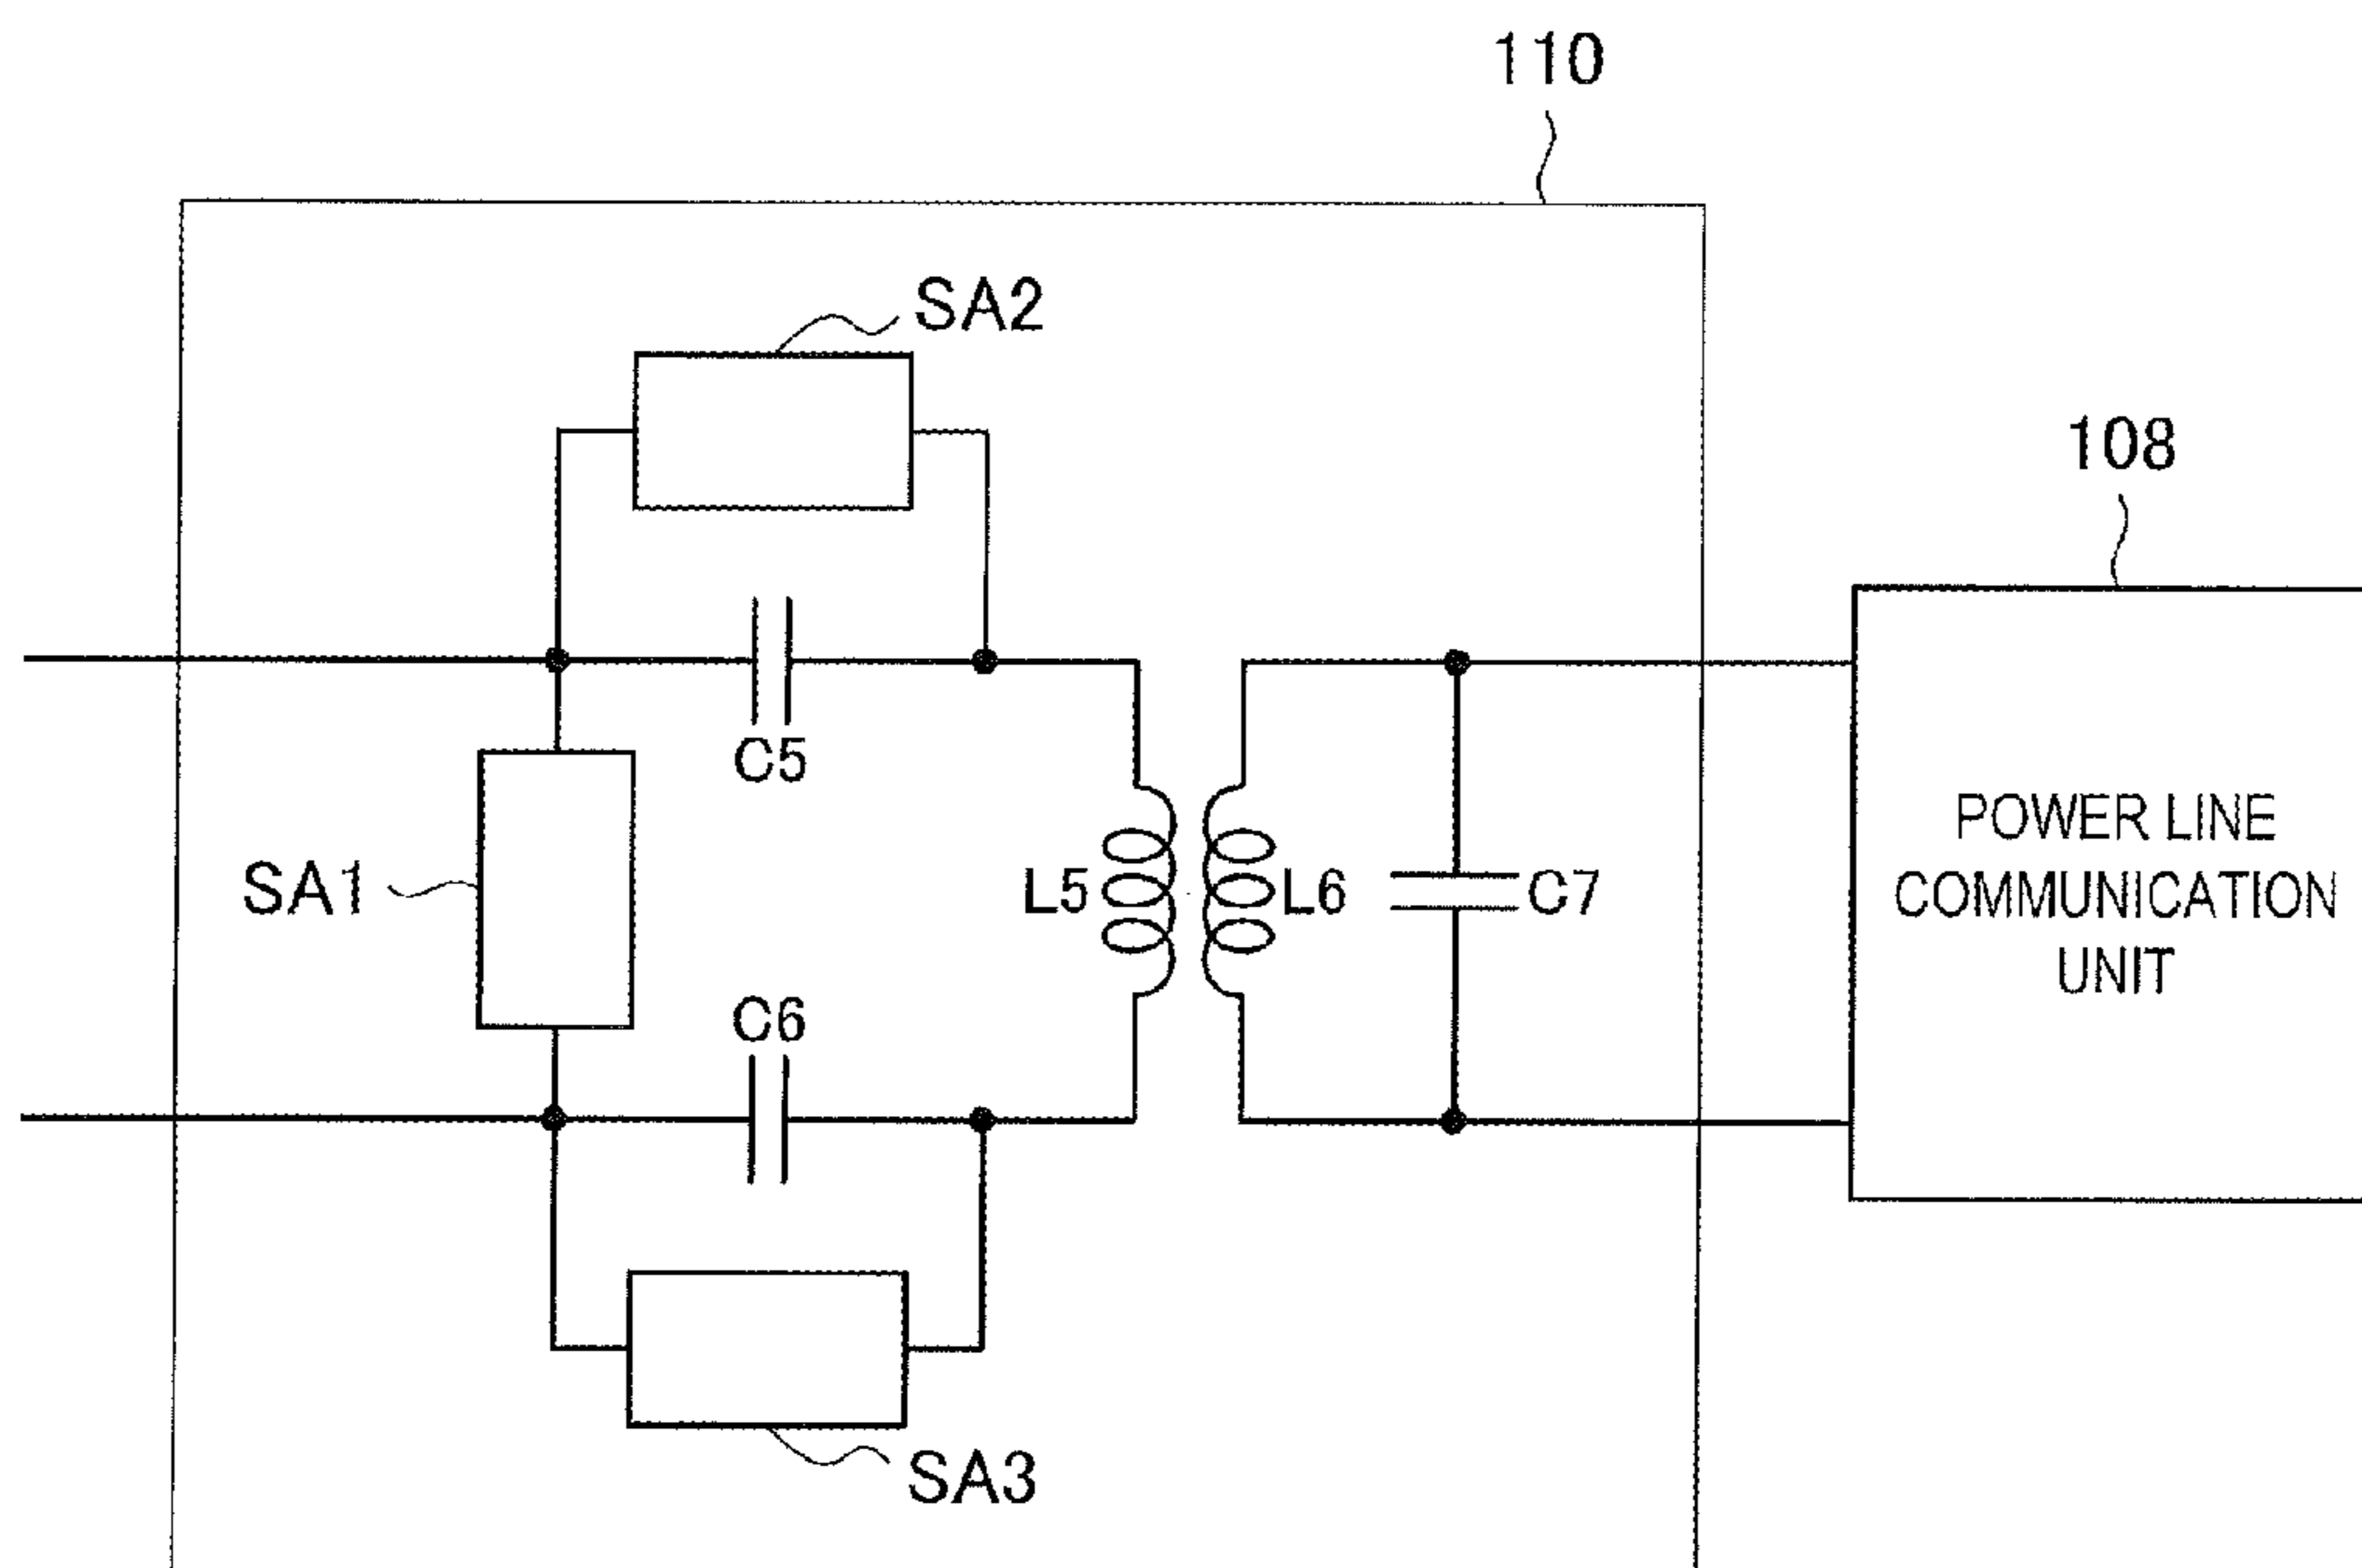 110
SA2
108
C5
SA1
L5
L6
C7
POWER LINE
COMMUNICATION
UNIT
C6
SA3